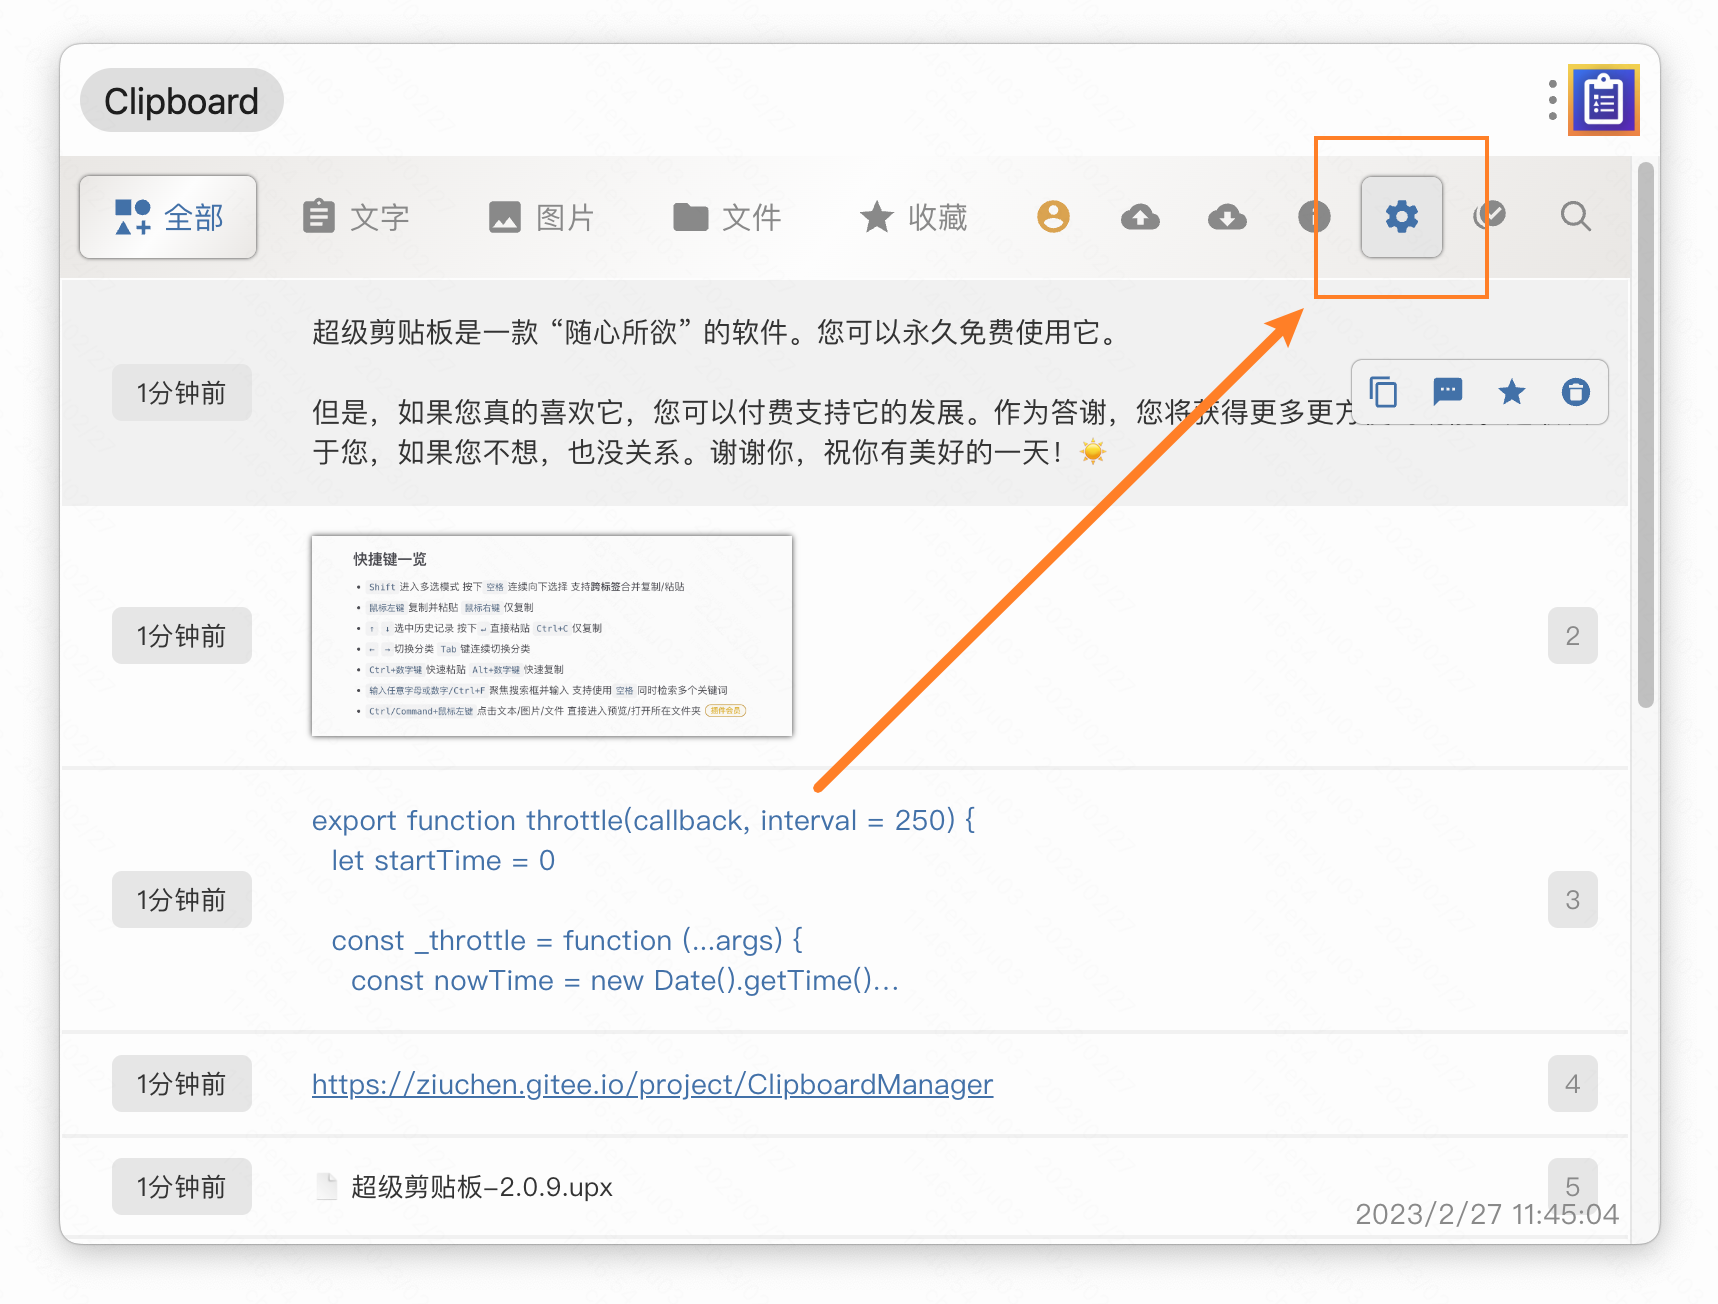 Clipboard
全部 文字 图片 文件 收藏
超级剪贴板是一款“随心所欲”的软件。您可以永久免费使用它。
1分钟前
但是，如果您真的喜欢它，您可以付费支持它的发展。作为答谢，您将获得更多更方
于您，如果您不想，也没关系。谢谢你，祝你有美好的一天！☀️
1分钟前
快捷键一览
• Shift 进入多选模式 按下 空格 连续向下选择 支持跨标签合并复制/粘贴
• 鼠标左键 复制并粘贴 鼠标右键 仅复制
• ↑ ↓ 选中历史记录 按下 ↵ 直接粘贴 Ctrl+C 仅复制
• ← → 切换分类 Tab 键连续切换分类
• Ctrl+数字键 快速粘贴 Alt+数字键 快速复制
• 输入任意字母或数字/Ctrl+F 聚焦搜索框并输入 支持使用 空格 同时检索多个关键词
• Ctrl/Command+鼠标左键 点击文本/图片/文件 直接进入预览/打开所在文件夹 插件会员
2
1分钟前
export function throttle(callback, interval = 250) {
let startTime = 0
const _throttle = function (...args) {
const nowTime = new Date().getTime()...
3
1分钟前
https://ziuchen.gitee.io/project/ClipboardManager
4
1分钟前
超级剪贴板-2.0.9.upx
5
2023/2/27 11:45:04